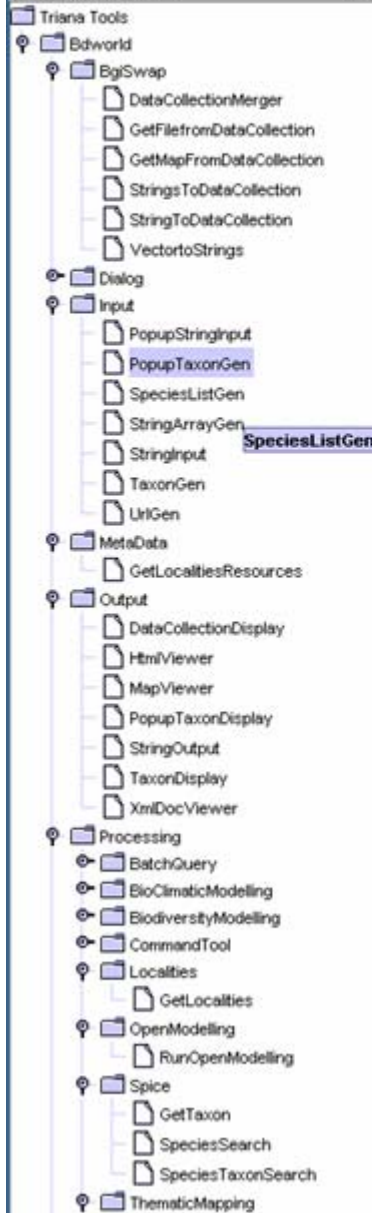 Triana Tools
Bdworld
BgiSwap
DataCollectionMerger
GetFilefromDataCollection
GetMapFromDataCollection
StringsToDataCollection
StringToDataCollection
VectortoStrings
Dialog
Input
PopupStringInput
PopupTaxonGen
SpeciesListGen
StringArrayGen
SpeciesListGen
StringInput
TaxonGen
UrlGen
MetaData
GetLocalitiesResources
Output
DataCollectionDisplay
HtmlViewer
MapViewer
PopupTaxonDisplay
StringOutput
TaxonDisplay
XmlDocViewer
Processing
BatchQuery
BioClimaticModelling
BiodiversityModelling
CommandTool
Localities
GetLocalities
OpenModelling
RunOpenModelling
Spice
GetTaxon
SpeciesSearch
SpeciesTaxonSearch
ThematicMapping